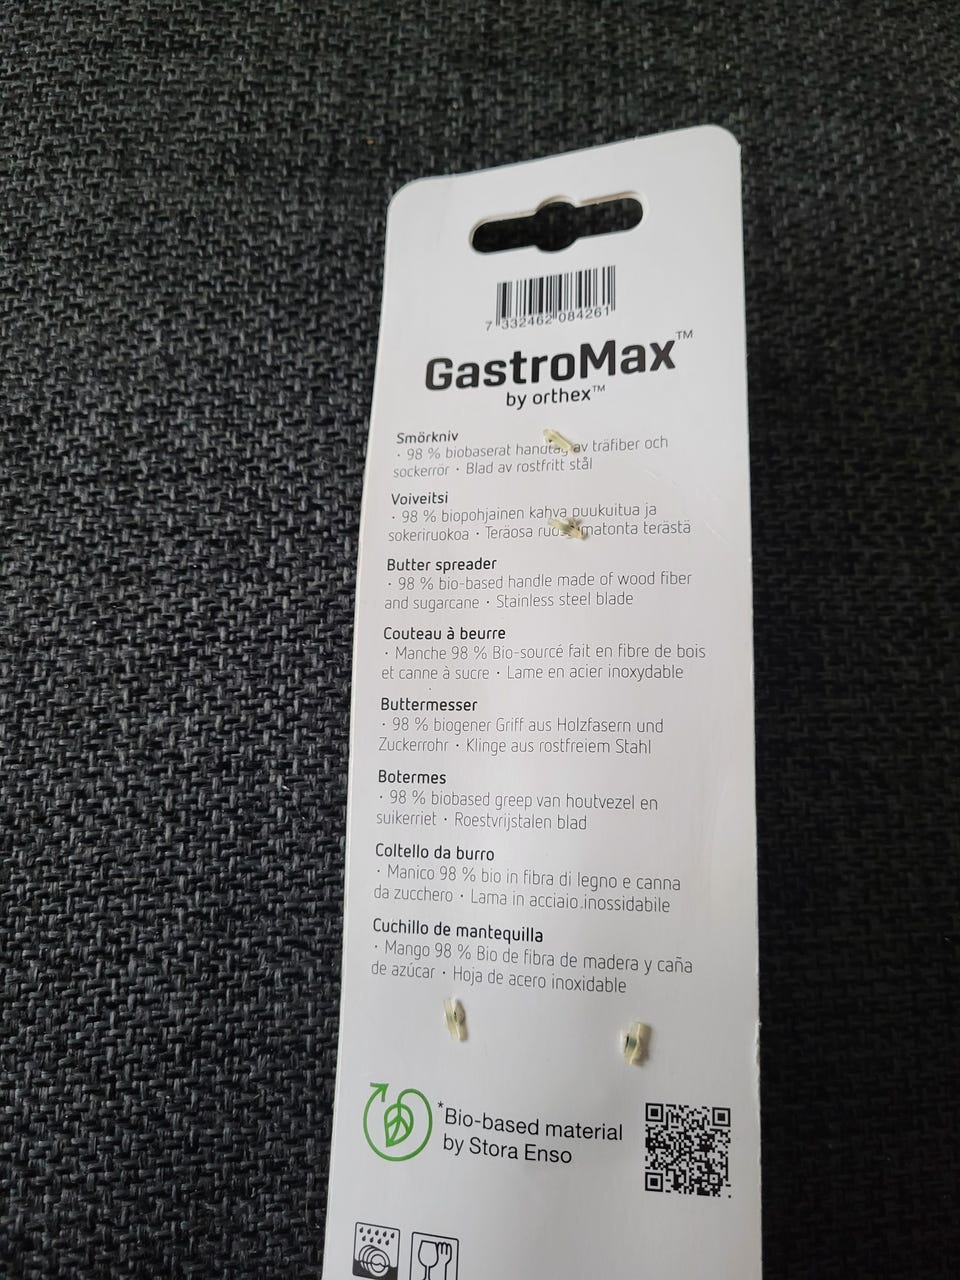 7 332462 084261
GastroMax™
by orthex™
Smörkniv
· 98 % biobaserat handtag av träfiber och
sockerrör · Blad av rostfritt stål
Voiveitsi
· 98 % biopohjainen kahva puukuitua ja
sokeriruokoa · Teräosa terästä
Butter spreader
· 98 % bio-based handle made of wood fiber
and sugarcane · Stainless steel blade
Couteau à beurre
· Manche 98 % Bio-sourcé fait en fibre de bois
et canne à sucre · Lame en acier inoxydable
Buttermesser
· 98 % biogener Griff aus Holzfasern und
Zuckerrohr · Klinge aus rostfreiem Stahl
Botermes
· 98 % biobased greep van houtvezel en
suikerriet · Roestvrijstalen blad
Coltello da burro
· Manico 98 % bio in fibra di legno e canna
da zucchero · Lama in acciaio.inossidabile
Cuchillo de mantequilla
· Mango 98 % Bio de fibra de madera y caña
de azúcar · Hoja de acero inoxidable
*Bio-based material
by Stora Enso